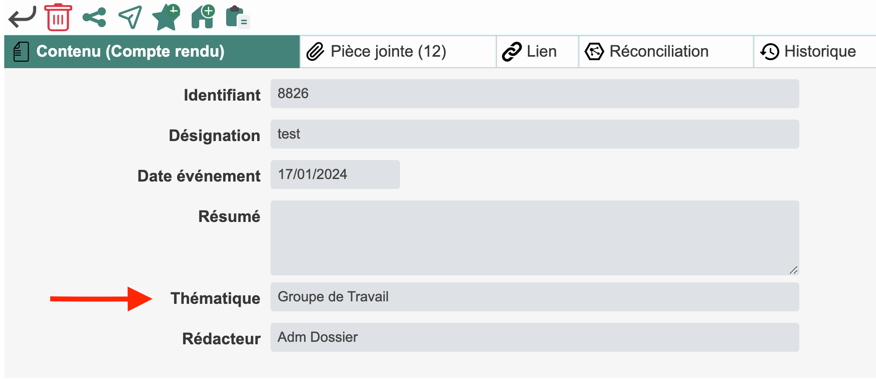 Contenu (Compte rendu) Pièce jointe (12) Lien Réconciliation Historique
Identifiant 8826
Désignation test
Date événement 17/01/2024
Résumé
Thématique Groupe de Travail
Rédacteur Adm Dossier